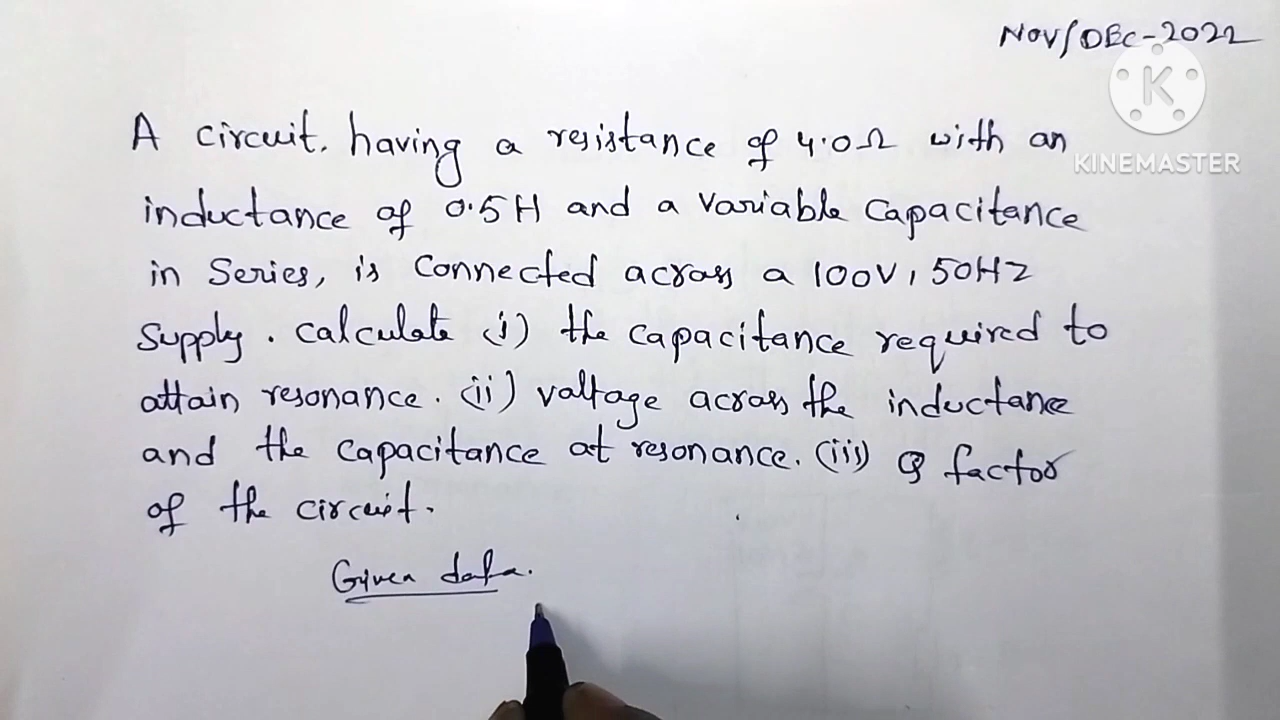 Nov/DEC-2022
K
KINEMASTER
A circuit. having a resistance of 4.0Ω with an
inductance of 0.5H and a variable capacitance
in series, is connected across a 100V, 50HZ
supply. calculate (i) the capacitance required to
attain resonance. (ii) voltage across the inductance
and the capacitance at resonance. (iii) Q factor
of the circuit.
Given data.